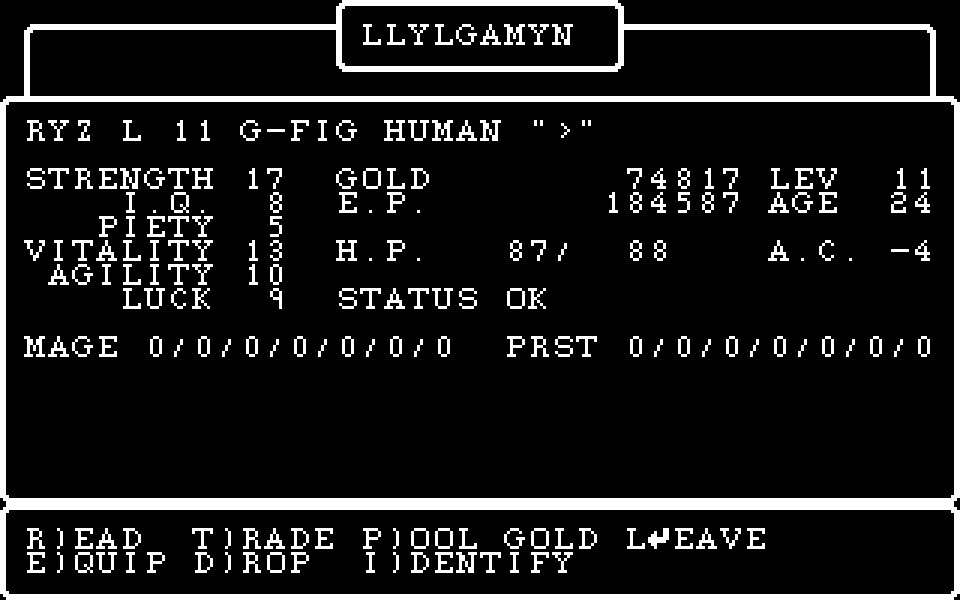 LLYLGAMYN
RYZ L 11 G-FIG HUMAN ">"
STRENGTH 17 GOLD 74817 LEV 11
I.Q. 8 E.P. 184587 AGE 24
PIETY 5
VITALITY 13 H.P. 87/ 88 A.C. -4
AGILITY 10
LUCK 9 STATUS OK
MAGE 0/0/0/0/0/0/0 PRST 0/0/0/0/0/0/0
R)EAD T)RADE P)OOL GOLD L↵EAVE
E)QUIP D)ROP I)DENTIFY